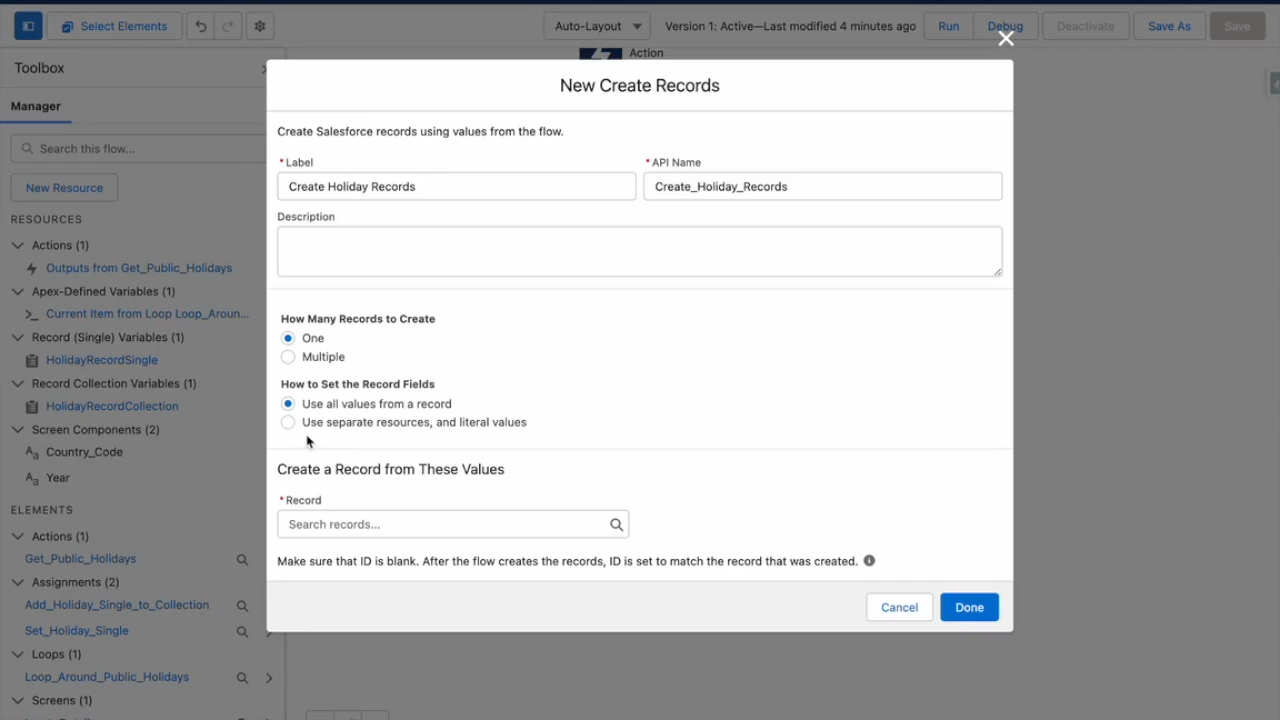 Select Elements
Auto-Layout
Version 1: Active—Last modified 4 minutes ago
Run
Debug
Deactivate
Save As
Save
Action
Toolbox
Manager
Search this flow...
New Resource
RESOURCES
Actions (1)
Outputs from Get_Public_Holidays
Apex-Defined Variables (1)
Current Item from Loop Loop_Aroun...
Record (Single) Variables (1)
HolidayRecordSingle
Record Collection Variables (1)
HolidayRecordCollection
Screen Components (2)
Country_Code
Year
ELEMENTS
Actions (1)
Get_Public_Holidays
Assignments (2)
Add_Holiday_Single_to_Collection
Set_Holiday_Single
Loops (1)
Loop_Around_Public_Holidays
Screens (1)
New Create Records
Create Salesforce records using values from the flow.
* Label
* API Name
Create Holiday Records
Create_Holiday_Records
Description
How Many Records to Create
One
Multiple
How to Set the Record Fields
Use all values from a record
Use separate resources, and literal values
Create a Record from These Values
* Record
Search records...
Make sure that ID is blank. After the flow creates the records, ID is set to match the record that was created.
Cancel
Done